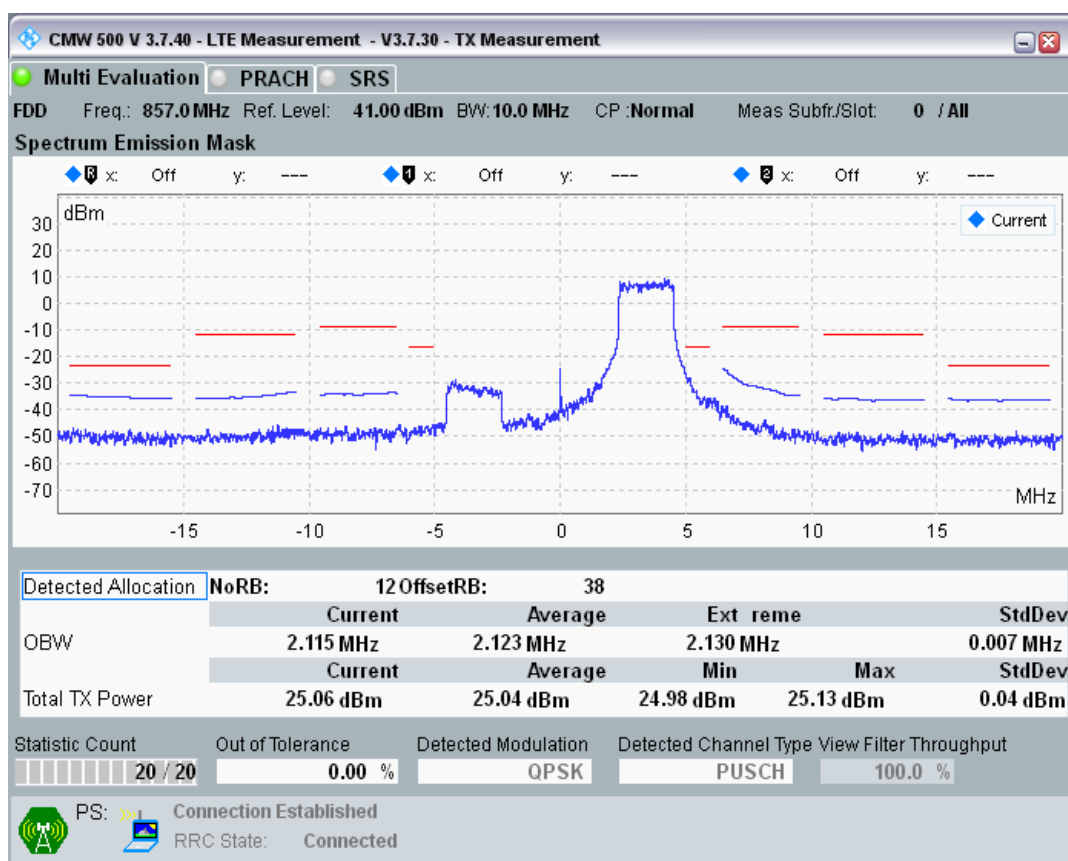 CMW 500 V 3.7.40 - LTE Measurement - V3.7.30 - TX Measurement
Multi Evaluation PRACH SRS
FDD Freq.: 857.0 MHz Ref. Level: 41.00 dBm BW: 10.0 MHz CP :Normal Meas Subfr./Slot: 0 / All
Spectrum Emission Mask
R x: Off y: --- 1 x: Off y: --- 2 x: Off y: ---
dBm
Current
30
20
10
0
-10
-20
-30
-40
-50
-60
-70
MHz
-15 -10 -5 0 5 10 15
Detected Allocation NoRB: 12 OffsetRB: 38
Current Average Ext reme StdDev
OBW 2.115 MHz 2.123 MHz 2.130 MHz 0.007 MHz
Current Average Min Max StdDev
Total TX Power 25.06 dBm 25.04 dBm 24.98 dBm 25.13 dBm 0.04 dBm
Statistic Count Out of Tolerance Detected Modulation Detected Channel Type View Filter Throughput
20 / 20 0.00 % QPSK PUSCH 100.0 %
PS: Connection Established
RRC State: Connected